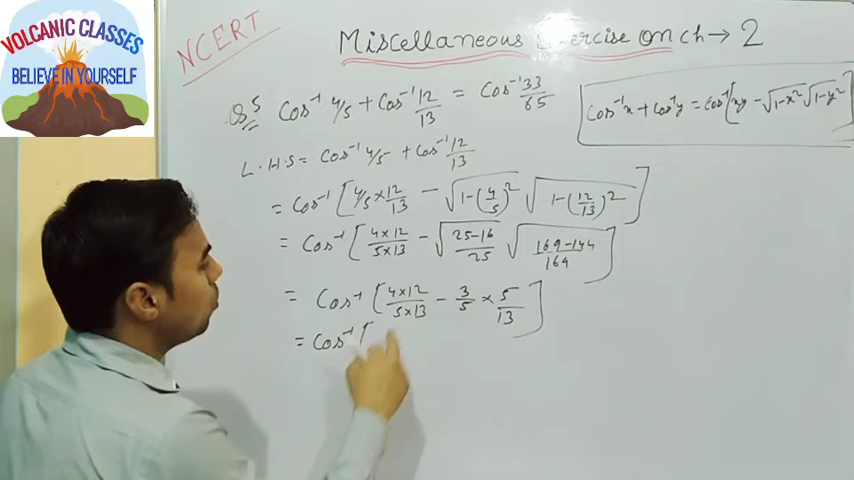 VOLCANIC CLASSES
BELIEVE IN YOURSELF
NCERT
Miscellaneous Exercise on ch → 2
Qs 5 Cos⁻¹ 4/5 + Cos⁻¹ 12/13 = Cos⁻¹ 33/65
Cos⁻¹x + Cos⁻¹y = Cos⁻¹[xy - √1-x² √1-y²]
L.H.S = Cos⁻¹ 4/5 + Cos⁻¹ 12/13
= Cos⁻¹ [4/5 × 12/13 - √1-(4/5)² √1-(12/13)²]
= Cos⁻¹ [4×12/5×13 - √25-16/25 √169-144/169]
= Cos⁻¹ [4×12/5×13 - 3/5 × 5/13]
= Cos⁻¹ [